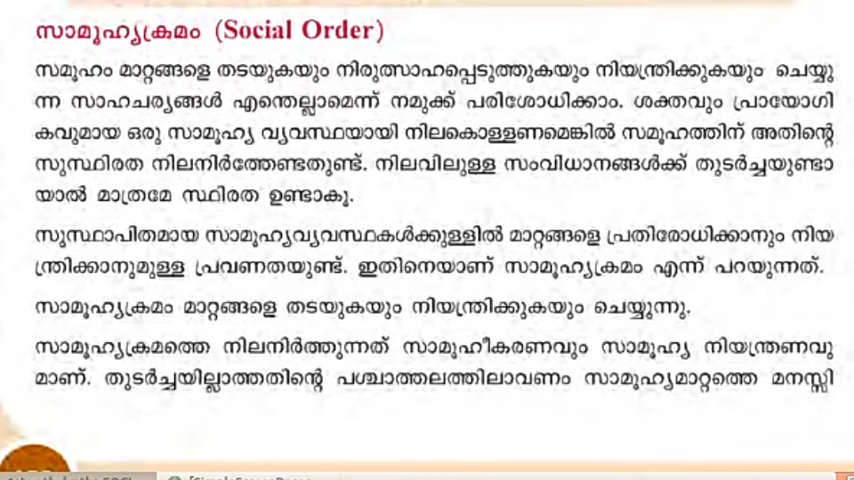 സാമൂഹ്യക്രമം (Social Order)
സമൂഹം മാറ്റങ്ങളെ തടയുകയും നിരുത്സാഹപ്പെടുത്തുകയും നിയന്ത്രിക്കുകയും ചെയ്യു
ന്ന സാഹചര്യങ്ങൾ എന്തെല്ലാമെന്ന് നമുക്ക് പരിശോധിക്കാം. ശക്തവും പ്രായോഗി
കവുമായ ഒരു സാമൂഹ്യ വ്യവസ്ഥയായി നിലകൊള്ളണമെങ്കിൽ സമൂഹത്തിന് അതിന്റെ
സുസ്ഥിരത നിലനിർത്തേണ്ടതുണ്ട്. നിലവിലുള്ള സംവിധാനങ്ങൾക്ക് തുടർച്ചയുണ്ടാ
യാൽ മാത്രമേ സ്ഥിരത ഉണ്ടാകൂ.
സുസ്ഥാപിതമായ സാമൂഹ്യവ്യവസ്ഥകൾക്കുള്ളിൽ മാറ്റങ്ങളെ പ്രതിരോധിക്കാനും നിയ
ന്ത്രിക്കാനുമുള്ള പ്രവണതയുണ്ട്. ഇതിനെയാണ് സാമൂഹ്യക്രമം എന്ന് പറയുന്നത്.
സാമൂഹ്യക്രമം മാറ്റങ്ങളെ തടയുകയും നിയന്ത്രിക്കുകയും ചെയ്യുന്നു.
സാമൂഹ്യക്രമത്തെ നിലനിർത്തുന്നത് സാമൂഹീകരണവും സാമൂഹ്യ നിയന്ത്രണവു
മാണ്. തുടർച്ചയില്ലാത്തതിന്റെ പശ്ചാത്തലത്തിലാവണം സാമൂഹ്യമാറ്റത്തെ മനസ്സി